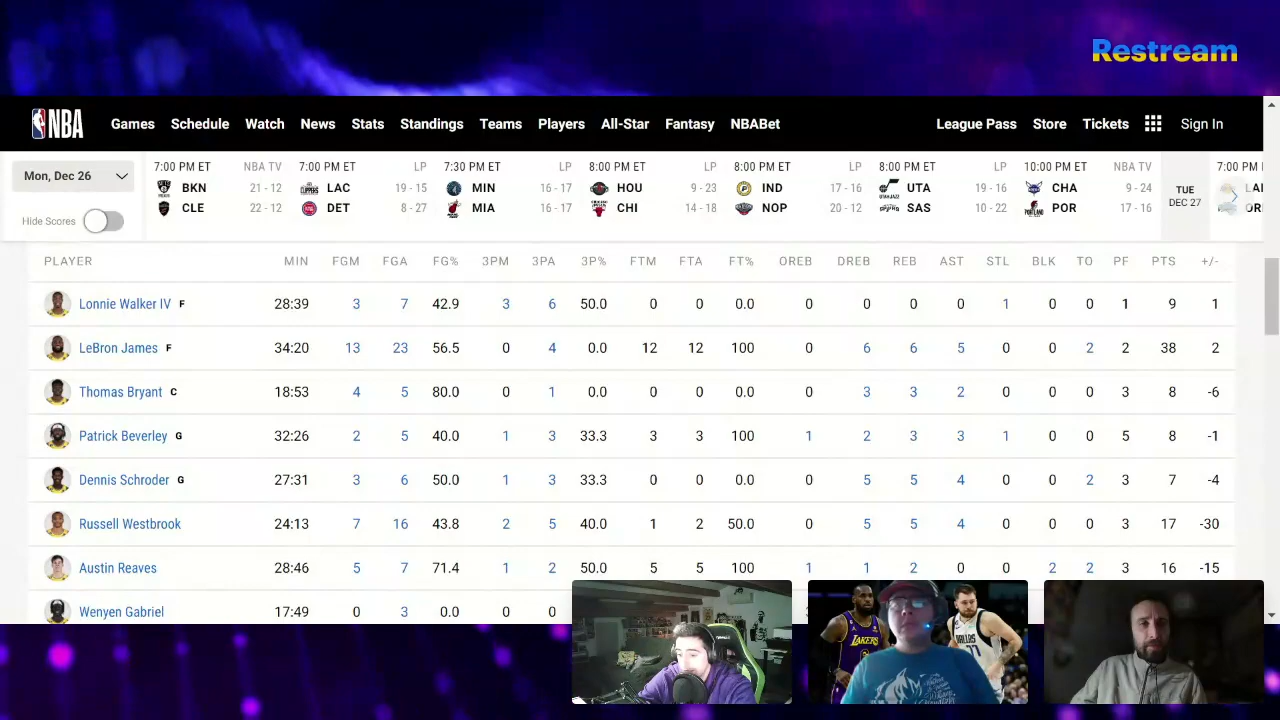 Restream
NBA Games Schedule Watch News Stats Standings Teams Players All-Star Fantasy NBABet League Pass Store Tickets Sign In
Mon, Dec 26
Hide Scores
7:00 PM ET NBA TV
BKN 21 - 12
CLE 22 - 12
7:00 PM ET LP
LAC 19 - 15
DET 8 - 27
7:30 PM ET LP
MIN 16 - 17
MIA 16 - 17
8:00 PM ET LP
HOU 9 - 23
CHI 14 - 18
8:00 PM ET LP
IND 17 - 16
NOP 20 - 12
8:00 PM ET LP
UTA 19 - 16
SAS 10 - 22
10:00 PM ET NBA TV
CHA 9 - 24
POR 17 - 16
TUE
DEC 27
7:00 PM
PLAYER MIN FGM FGA FG% 3PM 3PA 3P% FTM FTA FT% OREB DREB REB AST STL BLK TO PF PTS +/-
Lonnie Walker IV F 28:39 3 7 42.9 3 6 50.0 0 0 0.0 0 0 0 0 1 0 0 1 9 1
LeBron James F 34:20 13 23 56.5 0 4 0.0 12 12 100 0 6 6 5 0 0 2 2 38 2
Thomas Bryant C 18:53 4 5 80.0 0 1 0.0 0 0 0.0 0 3 3 2 0 0 0 3 8 -6
Patrick Beverley G 32:26 2 5 40.0 1 3 33.3 3 3 100 1 2 3 3 1 0 0 5 8 -1
Dennis Schroder G 27:31 3 6 50.0 1 3 33.3 0 0 0.0 0 5 5 4 0 0 2 3 7 -4
Russell Westbrook 24:13 7 16 43.8 2 5 40.0 1 2 50.0 0 5 5 4 0 0 0 3 17 -30
Austin Reaves 28:46 5 7 71.4 1 2 50.0 5 5 100 1 1 2 0 0 2 2 3 16 -15
Wenyen Gabriel 17:49 0 3 0.0 0 0
LAKERS
DALLAS
77